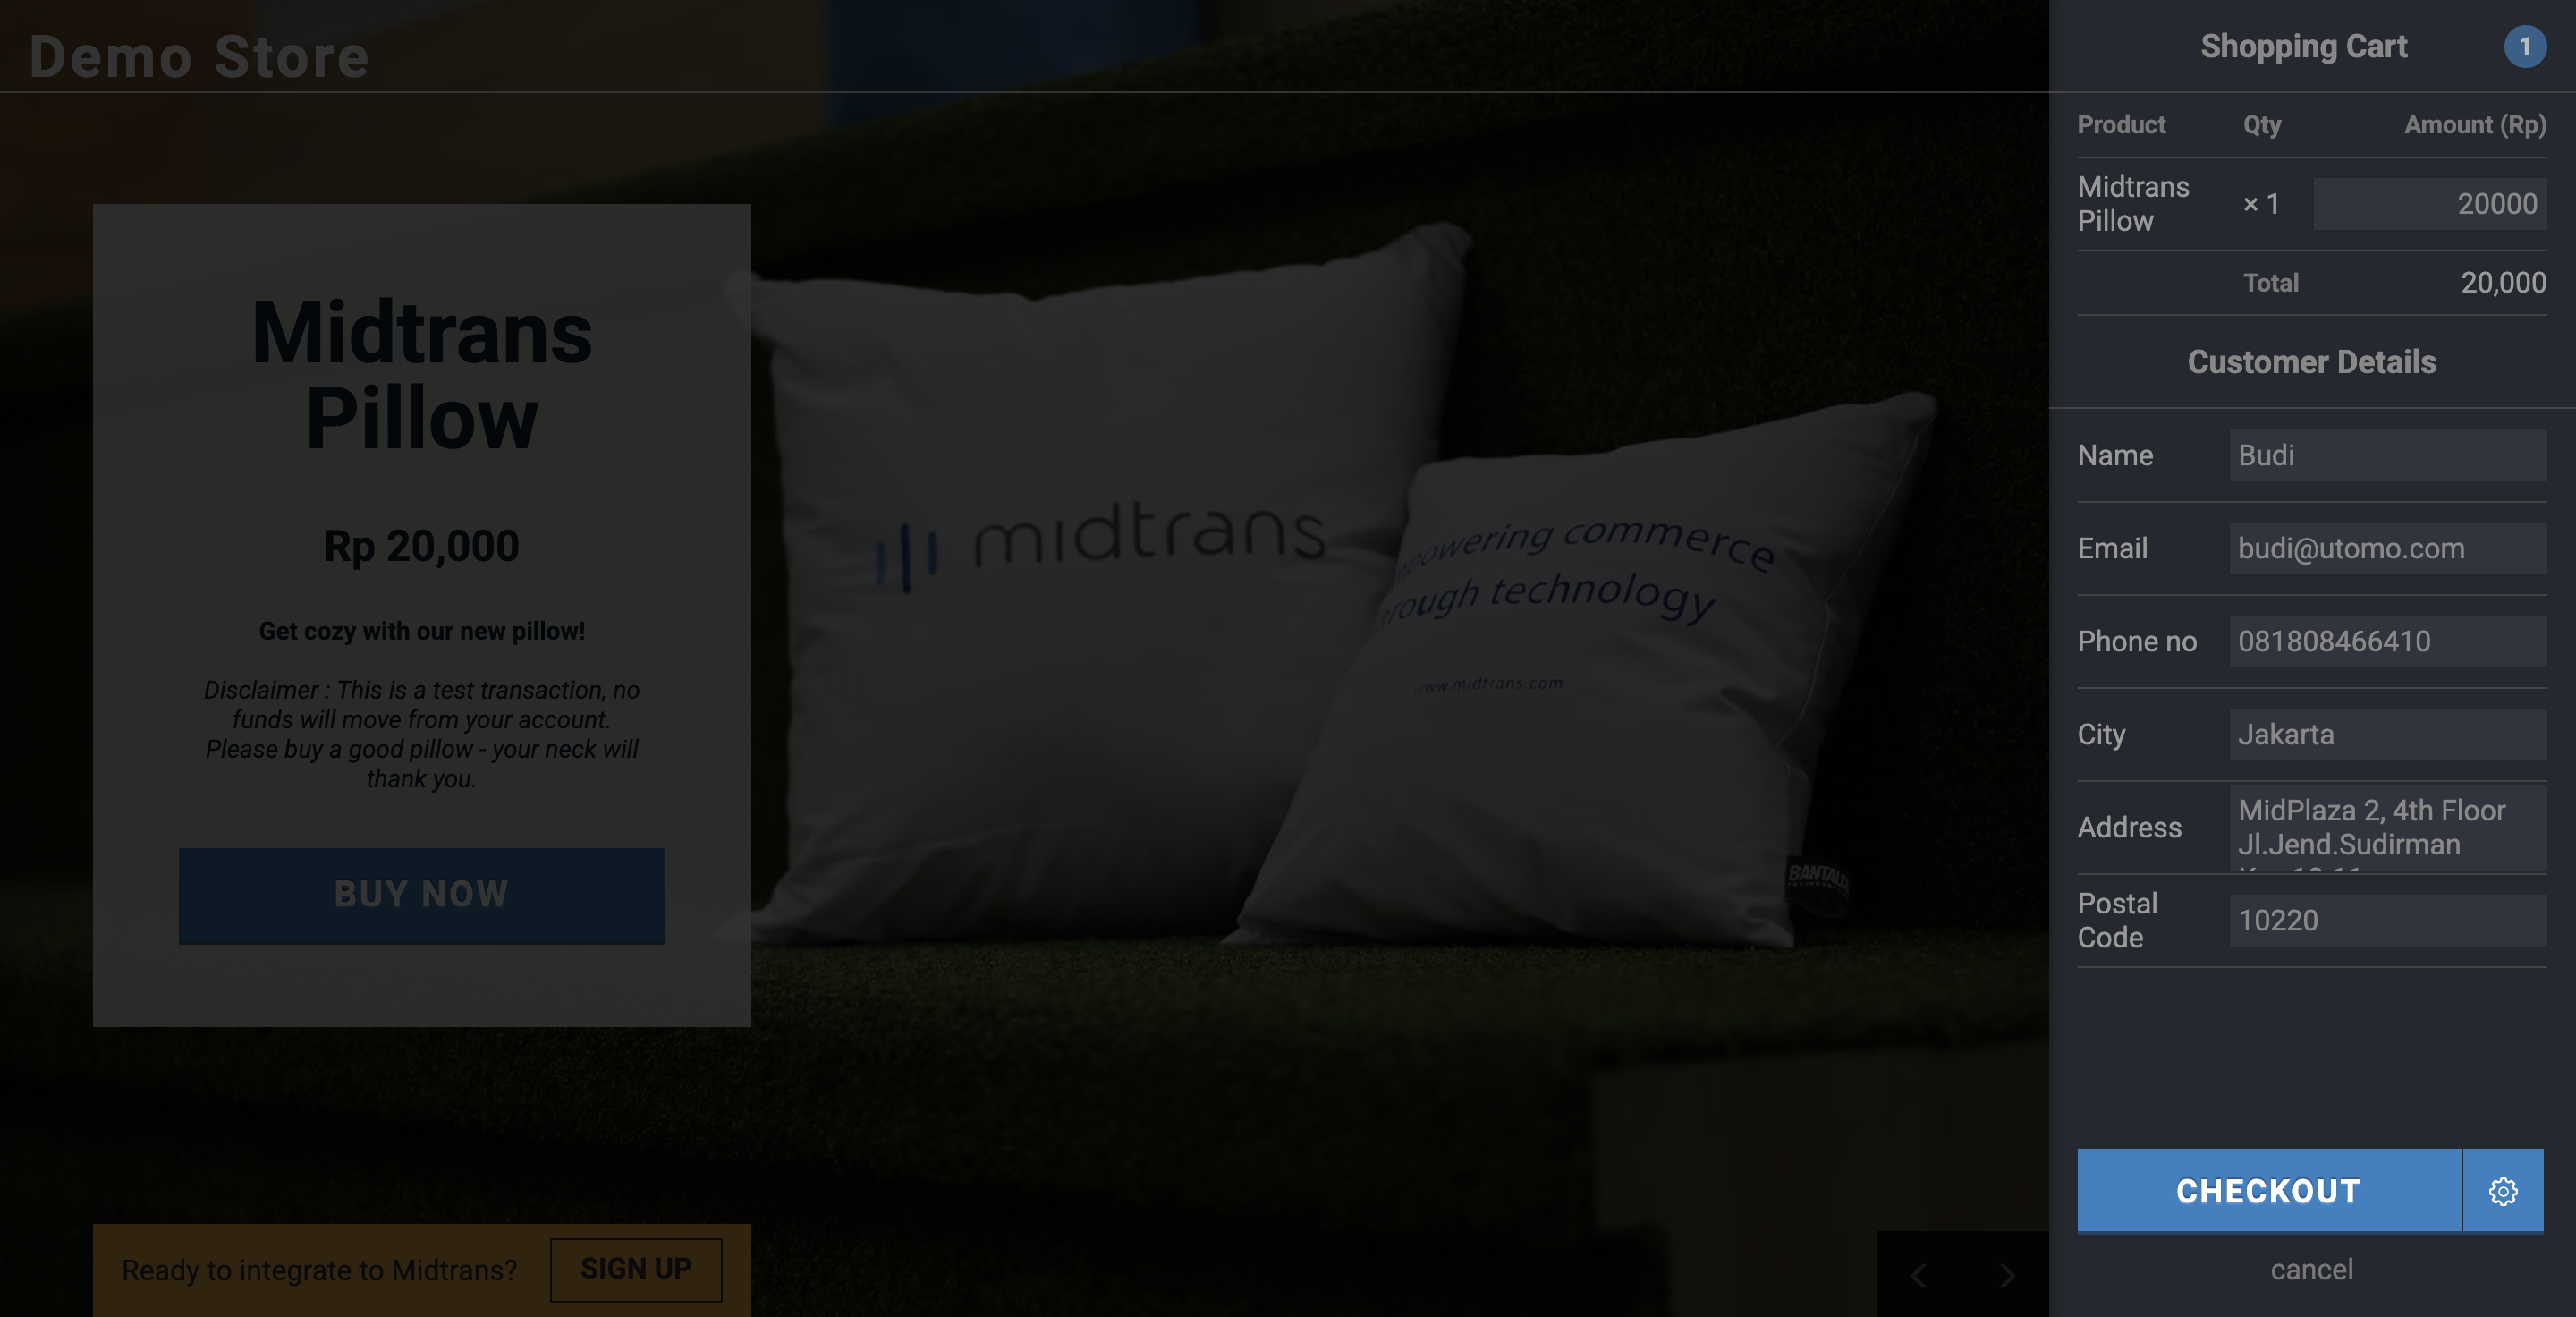 Demo Store
Midtrans
Pillow
Rp 20,000
Get cozy with our new pillow!
Disclaimer : This is a test transaction, no
funds will move from your account.
Please buy a good pillow - your neck will
thank you.
BUY NOW
Ready to integrate to Midtrans?
SIGN UP
midtrans
powering commerce
rough technology
www.midtrans.com
Shopping Cart
1
Product Qty Amount (Rp)
Midtrans
Pillow
× 1
20000
Total 20,000
Customer Details
Name Budi
Email budi@utomo.com
Phone no 081808466410
City Jakarta
Address
MidPlaza 2, 4th Floor
Jl.Jend.Sudirman
Postal
Code
10220
CHECKOUT
cancel